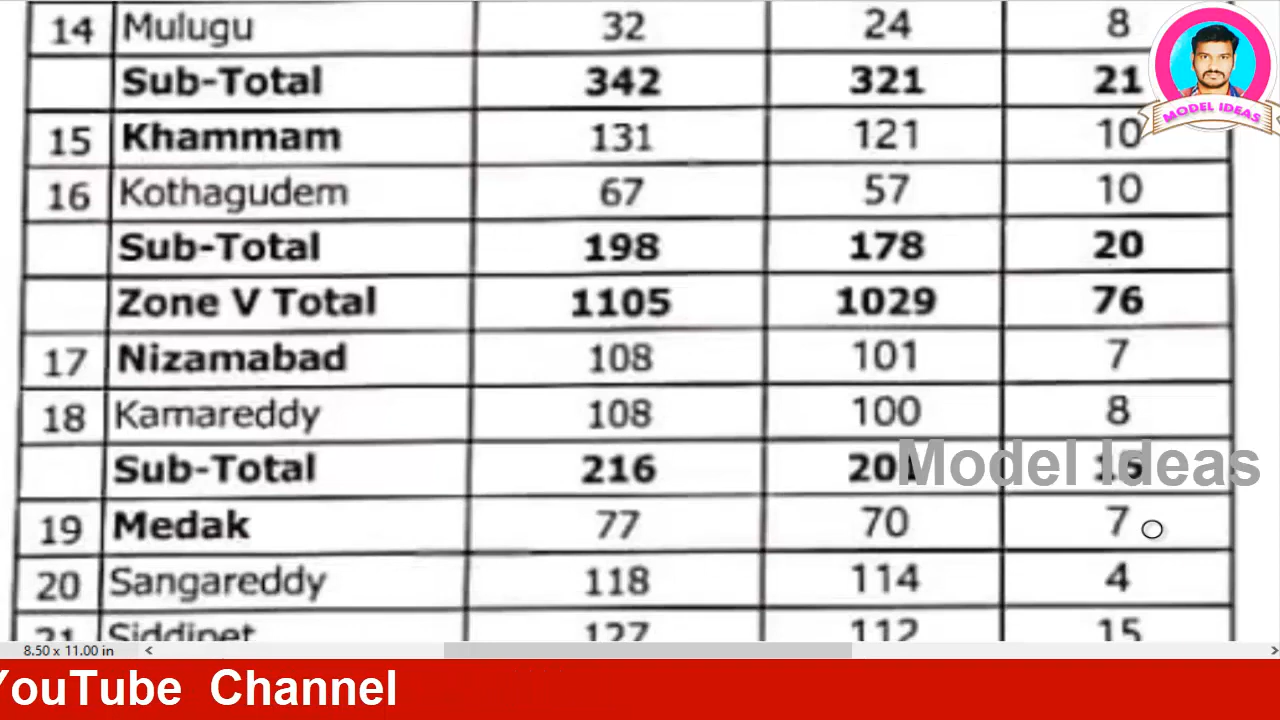 14 Mulugu 32 24 8
Sub-Total 342 321 21
MODEL IDEAS
15 Khammam 131 121 10
16 Kothagudem 67 57 10
Sub-Total 198 178 20
Zone V Total 1105 1029 76
17 Nizamabad 108 101 7
18 Kamareddy 108 100 8
Sub-Total 216 201 15
Model Ideas
19 Medak 77 70 7
20 Sangareddy 118 114 4
21 Siddipet 127 112 15
8.50 x 11.00 in
YouTube Channel